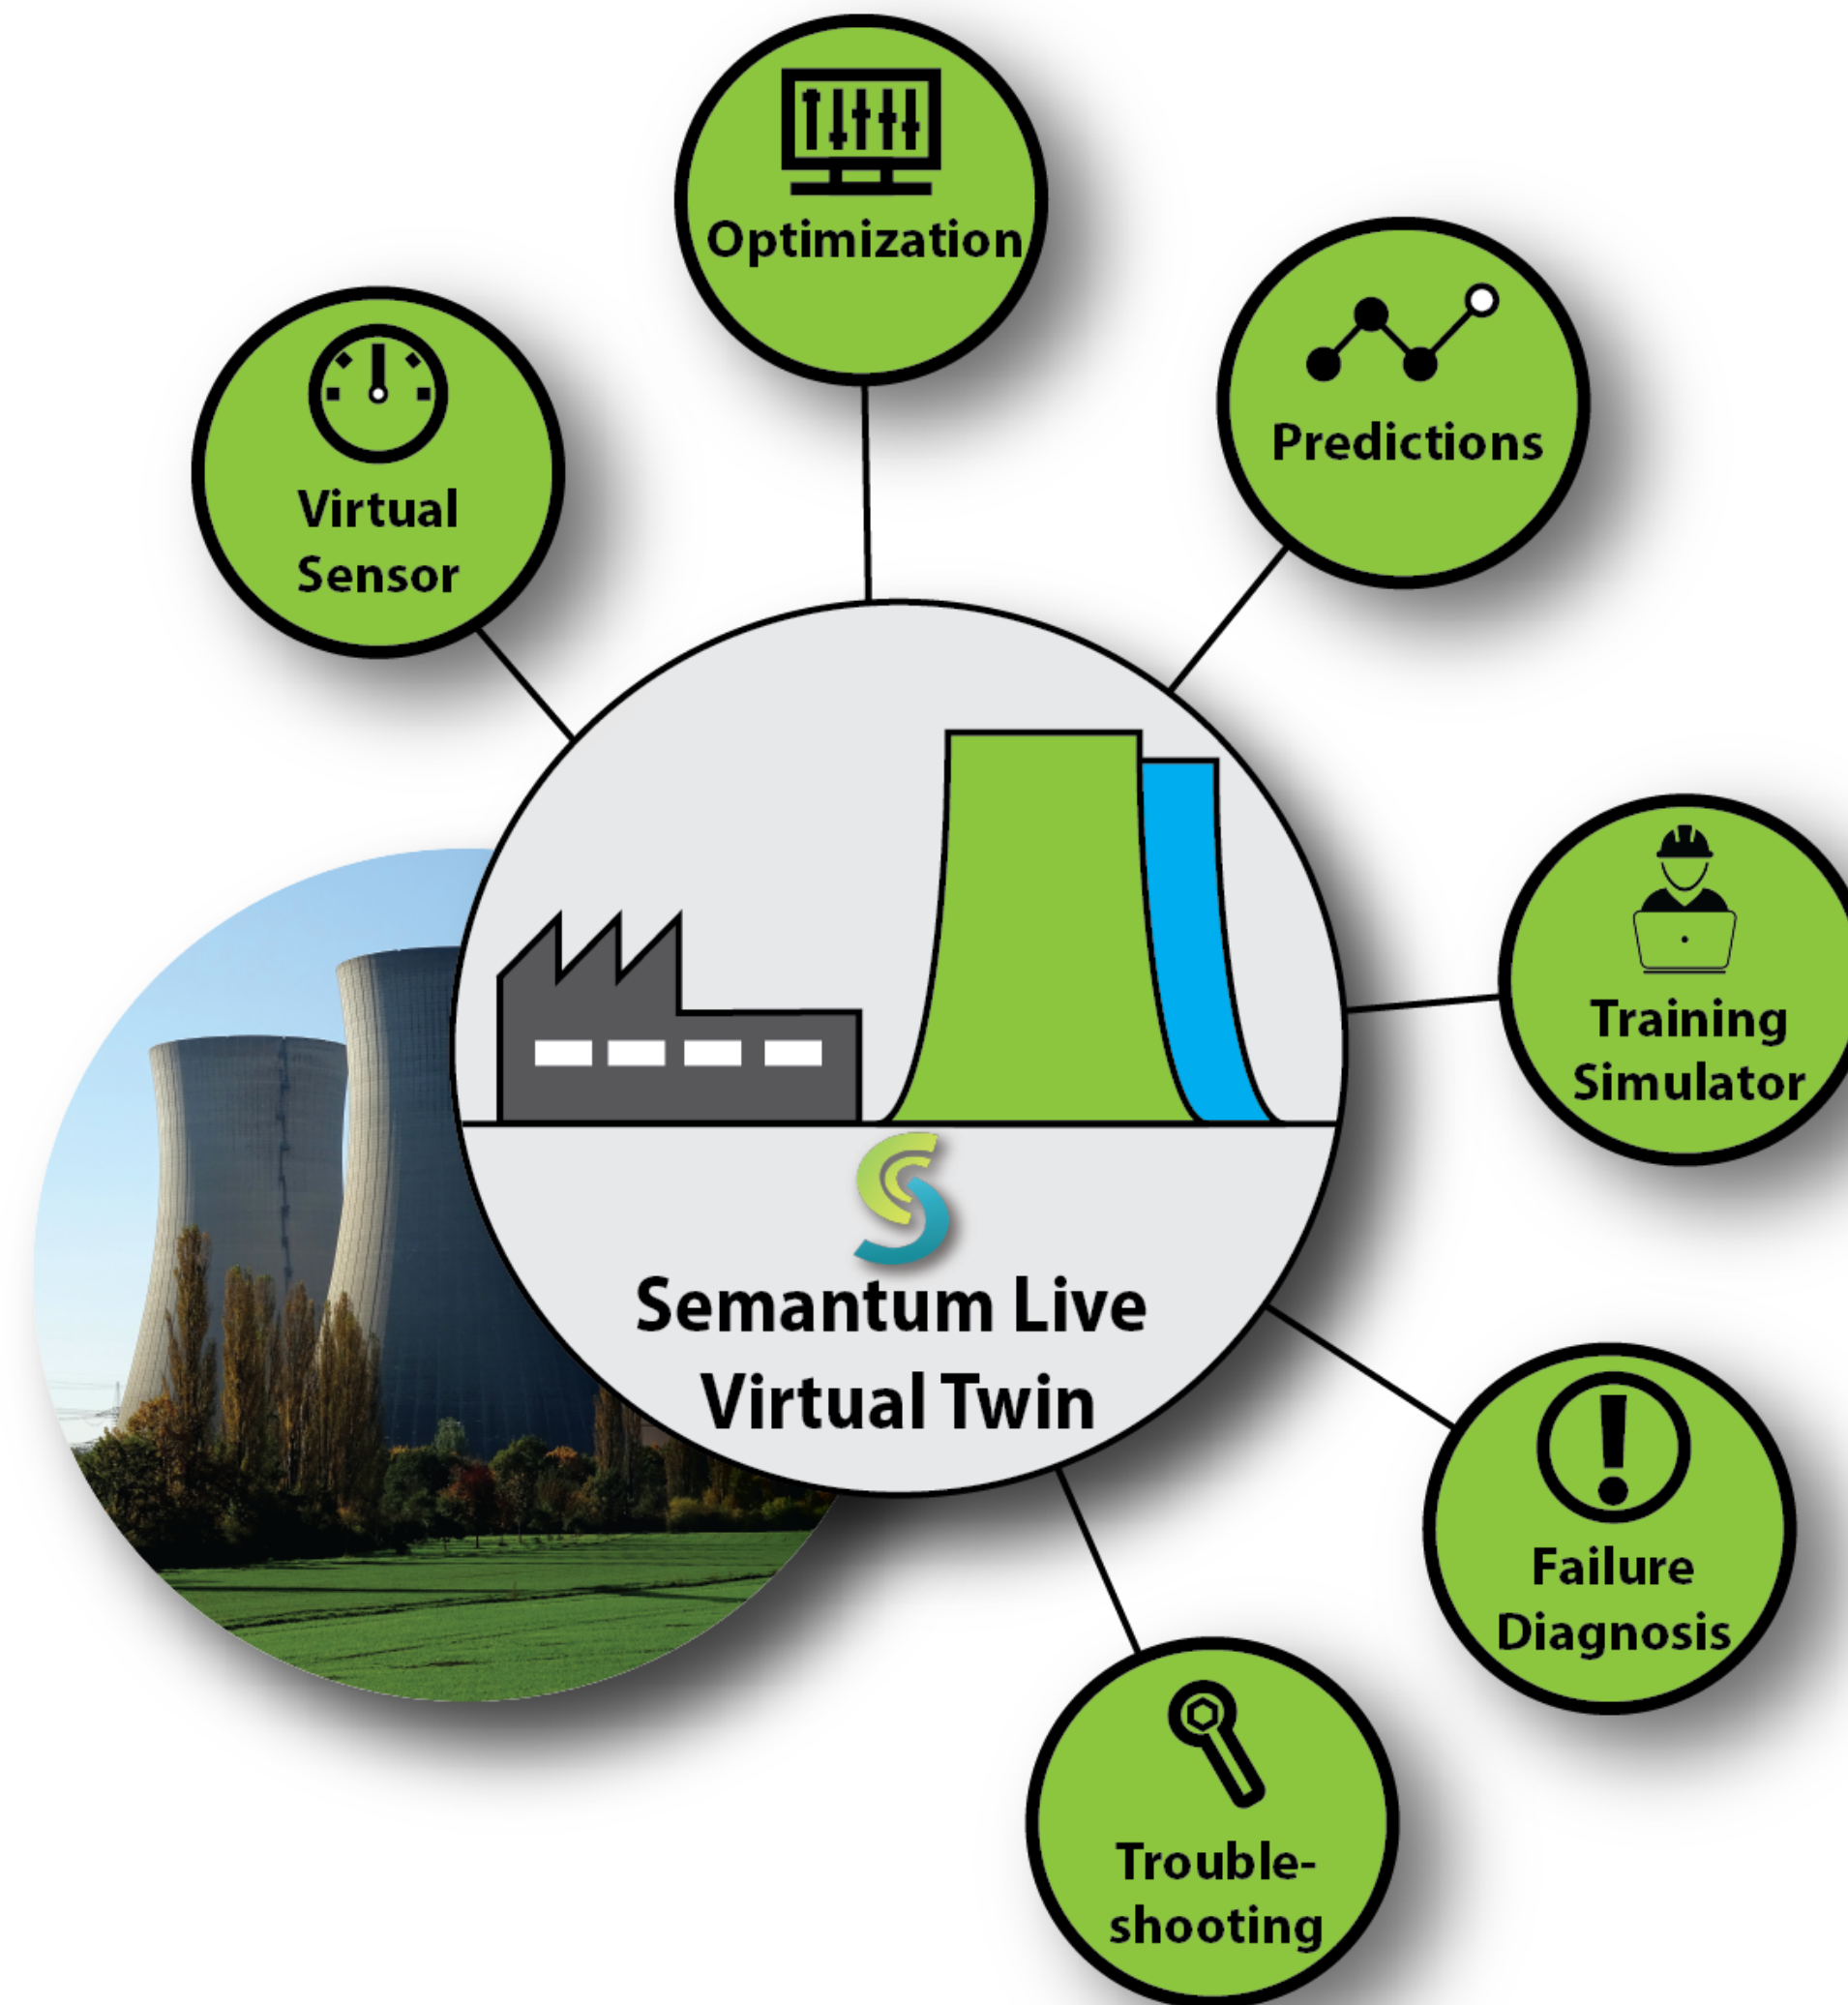 Optimization
Predictions
Virtual
Sensor
Training
Simulator
Semantum Live
Virtual Twin
Failure
Diagnosis
Trouble-
shooting